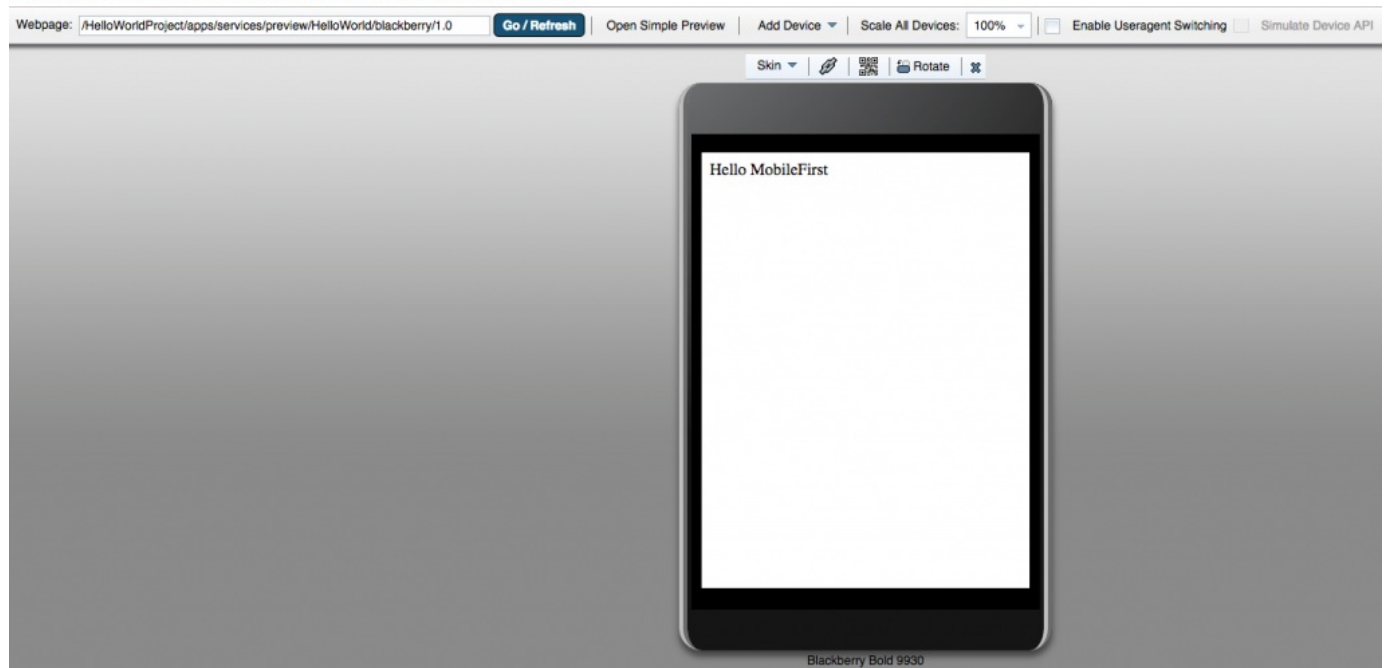 Webpage: /HelloWorldProject/apps/services/preview/HelloWorld/blackberry/1.0 Go / Refresh Open Simple Preview Add Device Scale All Devices: 100% Enable Useragent Switching Simulate Device API
Skin Rotate
Hello MobileFirst
Blackberry Bold 9930